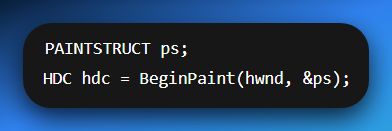 PAINTSTRUCT ps;
HDC hdc = BeginPaint(hwnd, &ps);